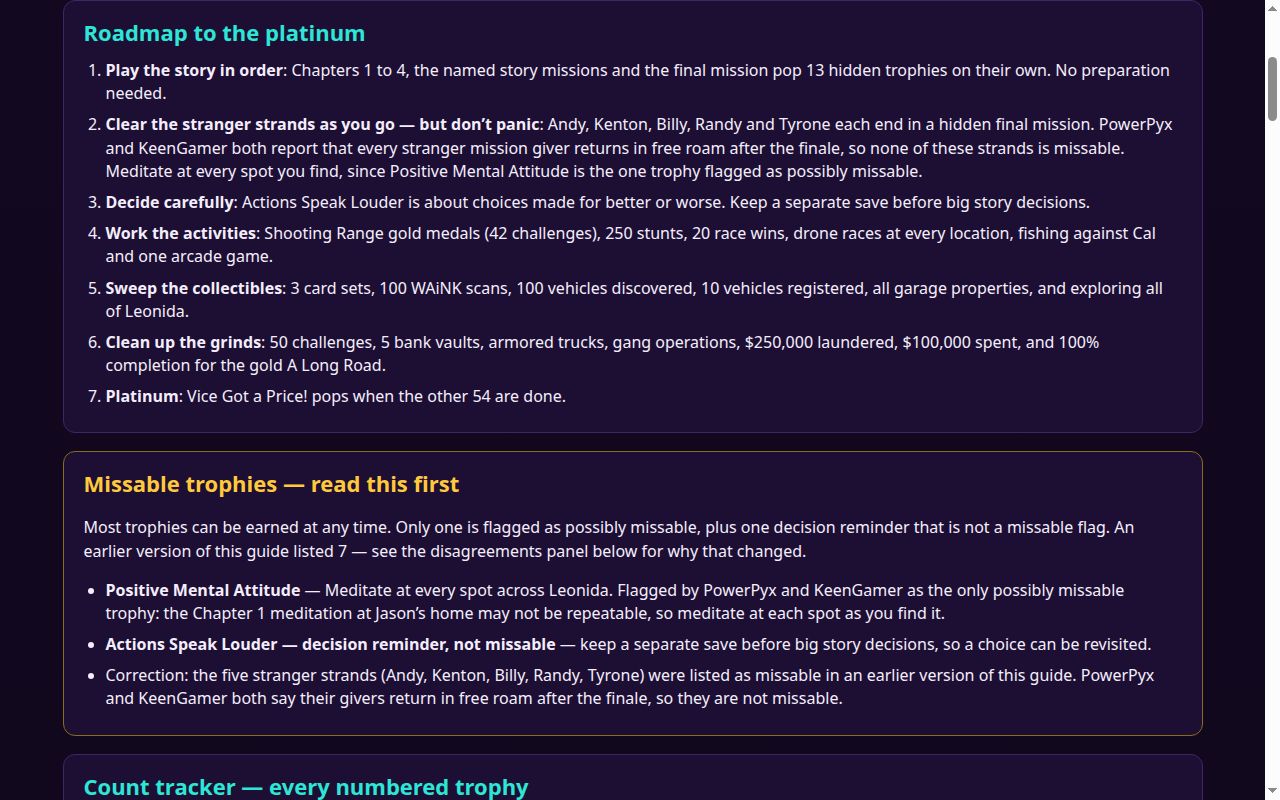 Roadmap to the platinum
1. Play the story in order: Chapters 1 to 4, the named story missions and the final mission pop 13 hidden trophies on their own. No preparation
needed.
2. Clear the stranger strands as you go — but don’t panic: Andy, Kenton, Billy, Randy and Tyrone each end in a hidden final mission. PowerPyx
and KeenGamer both report that every stranger mission giver returns in free roam after the finale, so none of these strands is missable.
Meditate at every spot you find, since Positive Mental Attitude is the one trophy flagged as possibly missable.
3. Decide carefully: Actions Speak Louder is about choices made for better or worse. Keep a separate save before big story decisions.
4. Work the activities: Shooting Range gold medals (42 challenges), 250 stunts, 20 race wins, drone races at every location, fishing against Cal
and one arcade game.
5. Sweep the collectibles: 3 card sets, 100 WAiNK scans, 100 vehicles discovered, 10 vehicles registered, all garage properties, and exploring all
of Leonida.
6. Clean up the grinds: 50 challenges, 5 bank vaults, armored trucks, gang operations, $250,000 laundered, $100,000 spent, and 100%
completion for the gold A Long Road.
7. Platinum: Vice Got a Price! pops when the other 54 are done.
Missable trophies — read this first
Most trophies can be earned at any time. Only one is flagged as possibly missable, plus one decision reminder that is not a missable flag. An
earlier version of this guide listed 7 — see the disagreements panel below for why that changed.
• Positive Mental Attitude — Meditate at every spot across Leonida. Flagged by PowerPyx and KeenGamer as the only possibly missable
trophy: the Chapter 1 meditation at Jason’s home may not be repeatable, so meditate at each spot as you find it.
• Actions Speak Louder — decision reminder, not missable — keep a separate save before big story decisions, so a choice can be revisited.
• Correction: the five stranger strands (Andy, Kenton, Billy, Randy, Tyrone) were listed as missable in an earlier version of this guide. PowerPyx
and KeenGamer both say their givers return in free roam after the finale, so they are not missable.
Count tracker — every numbered trophy